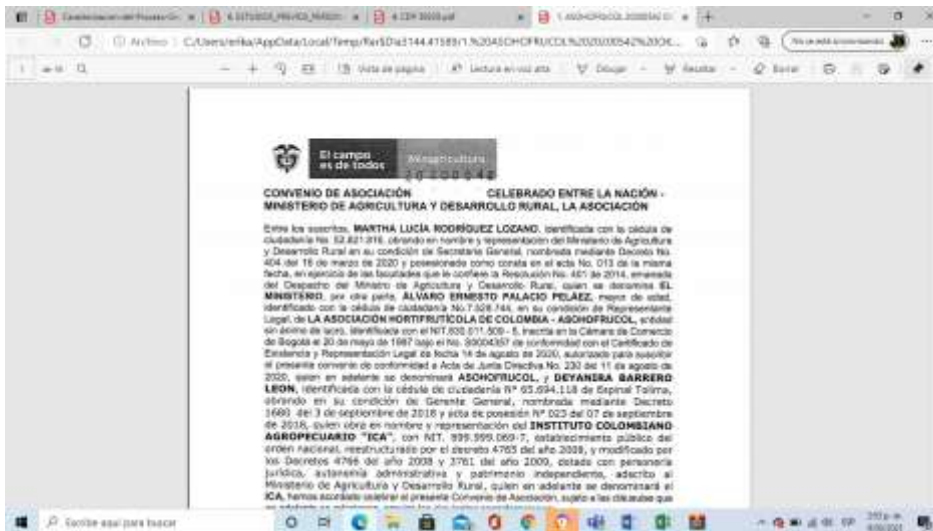 Archivo
Vista de página
Lectura en voz alta
Dibujar
Resaltar
Borrar
El campo
es de todos
Minagricultura
CONVENIO DE ASOCIACIÓN CELEBRADO ENTRE LA NACIÓN -
MINISTERIO DE AGRICULTURA Y DESARROLLO RURAL, LA ASOCIACIÓN
Entre los suscritos, MARTHA LUCÍA RODRÍGUEZ LOZANO, identificada con la cédula de
ciudadanía No. obrando en nombre y representación del Ministerio de Agricultura
y Desarrollo Rural en su condición de Secretaria General, nombrada mediante Decreto No.
404 del 16 de marzo de 2020 y posesionada como consta en el acta No. 013 de la misma
fecha, en ejercicio de las facultades que le confiere la Resolución No. 401 de 2014, emanada
del Despacho del Ministro de Agricultura y Desarrollo Rural, quien se denomina EL
MINISTERIO, por otra parte, ÁLVARO ERNESTO PALACIO PELÁEZ, mayor de edad,
identificado con la cédula de ciudadanía No. en su condición de Representante
Legal, de LA ASOCIACIÓN HORTIFRUTÍCOLA DE COLOMBIA - ASOHOFRUCOL, entidad
sin ánimo de lucro, identificada con el NIT. inscrita en la Cámara de Comercio
de Bogotá el 20 de mayo de 1997 bajo el No. de conformidad con el Certificado de
Existencia y Representación Legal de fecha 14 de agosto de 2020, autorizado para suscribir
el presente convenio de conformidad a Acta de Junta Directiva No. 230 del 11 de agosto de
2020, quien en adelante se denominará ASOHOFRUCOL, y DEYANIRA BARRERO
LEON, identificada con la cédula de ciudadanía N° 65.694.118 de Espinal Tolima,
obrando en su condición de Gerente General, nombrada mediante Decreto
1680 del 3 de septiembre de 2018 y acta de posesión N° 023 del 07 de septiembre
de 2018, quien obra en nombre y representación del INSTITUTO COLOMBIANO
AGROPECUARIO "ICA", con NIT. 899.999.069-7, establecimiento público del
orden nacional, reestructurado por el decreto 4765 del año 2008, y modificado por
los Decretos 4766 del año 2008 y 3761 del año 2009, dotado con personería
jurídica, autonomía administrativa y patrimonio independiente, adscrito al
Ministerio de Agricultura y Desarrollo Rural, quien en adelante se denominará el
ICA, hemos acordado celebrar el presente Convenio de Asociación, sujeto a las cláusulas que
Escribe aquí para buscar